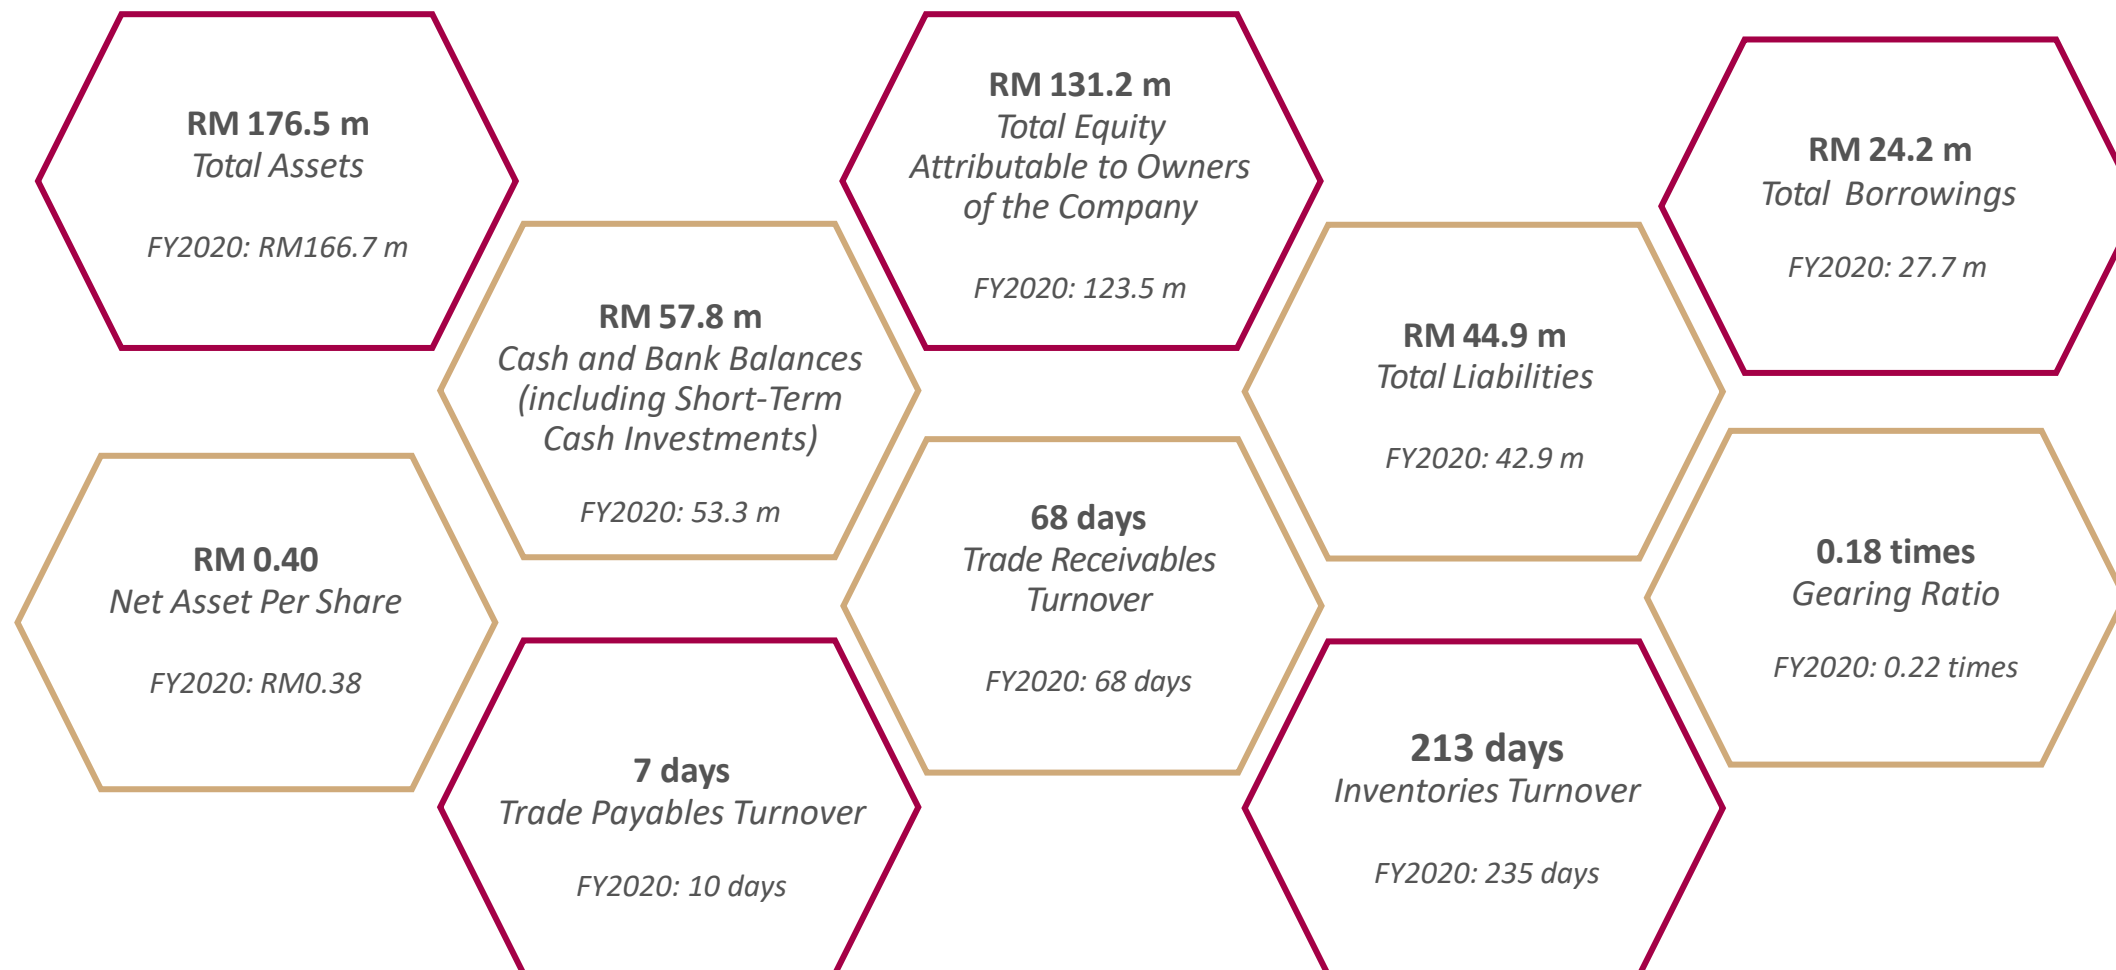 RM 176.5 m
Total Assets
FY2020: RM166.7 m
RM 57.8 m
Cash and Bank Balances
(including Short-Term
Cash Investments)
FY2020: 53.3 m
RM 131.2 m
Total Equity
Attributable to Owners
of the Company
FY2020: 123.5 m
RM 44.9 m
Total Liabilities
FY2020: 42.9 m
RM 24.2 m
Total Borrowings
FY2020: 27.7 m
RM 0.40
Net Asset Per Share
FY2020: RM0.38
7 days
Trade Payables Turnover
FY2020: 10 days
68 days
Trade Receivables
Turnover
FY2020: 68 days
213 days
Inventories Turnover
FY2020: 235 days
0.18 times
Gearing Ratio
FY2020: 0.22 times